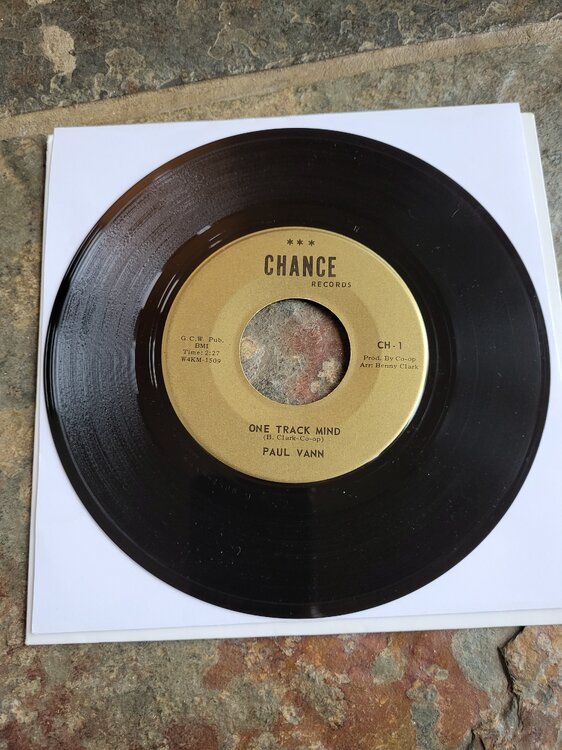 ***
CHANCE
RECORDS
G.C.W. Pub.
BMI
Time: 2:27
W4KM-1509
CH-1
Prod. By Co-op
Arr: Benny Clark
ONE TRACK MIND
(B. Clark-Co-op)
PAUL VANN